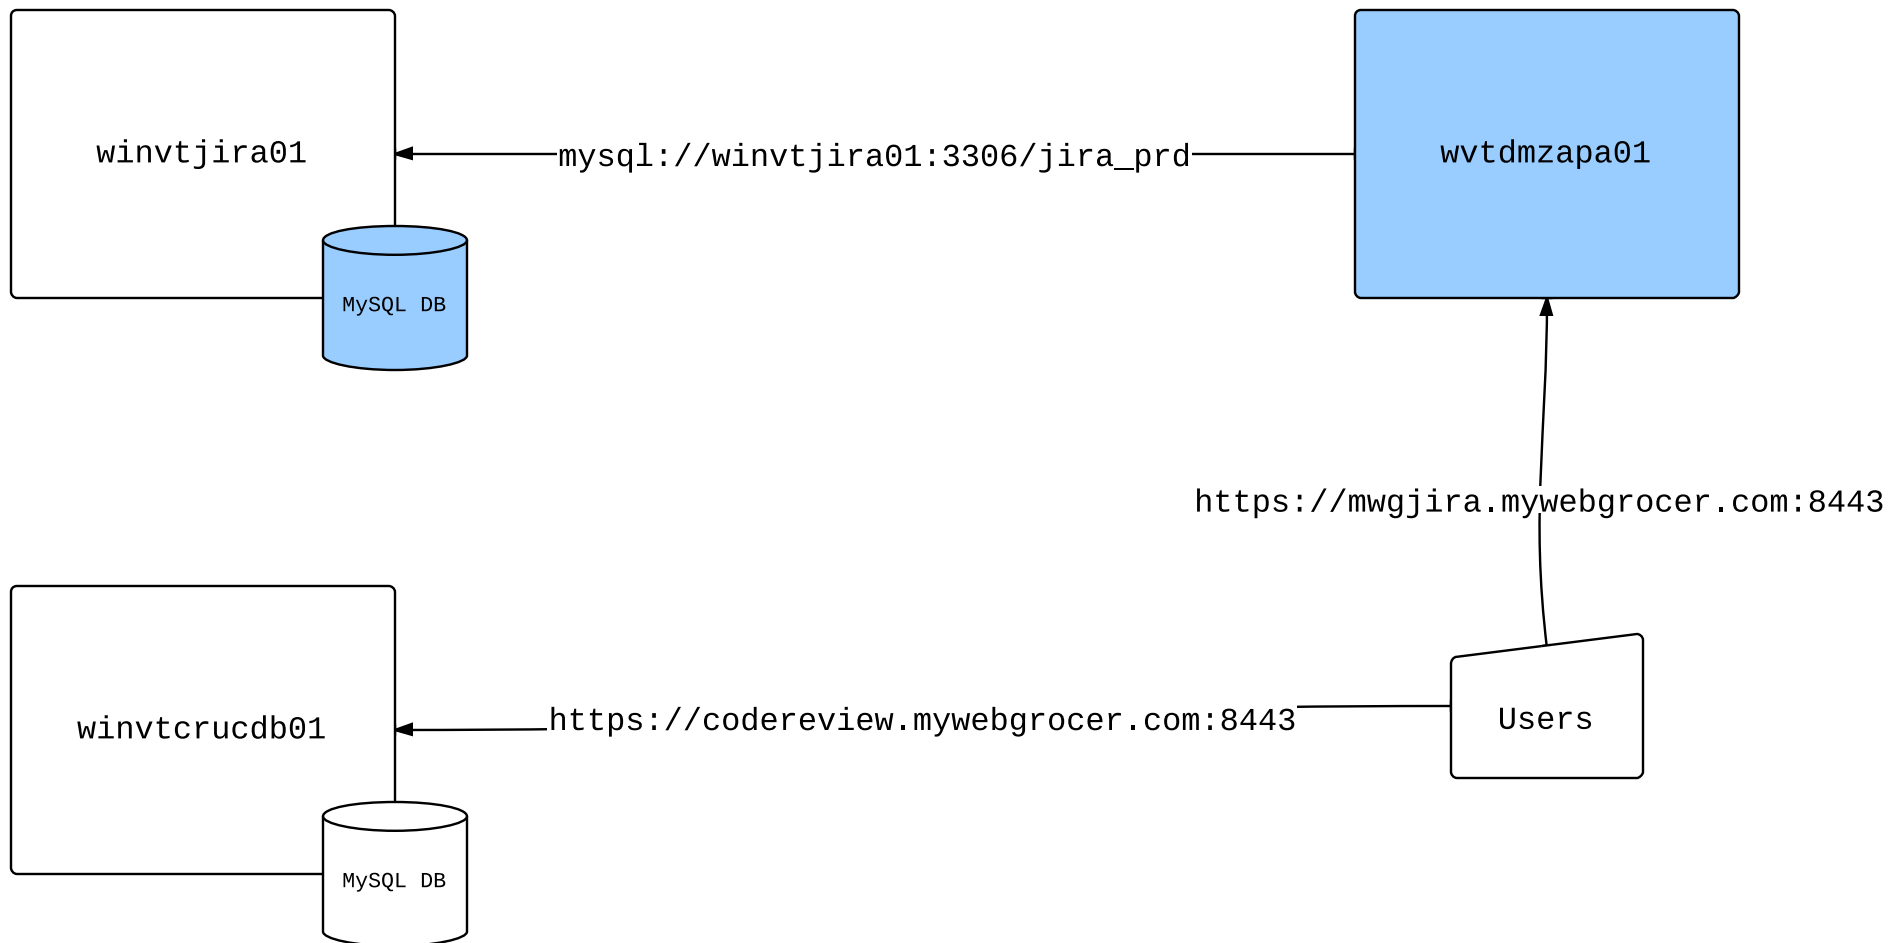 winvtjira01
mysql://winvtjira01:3306/jira_prd
wvtdmzapa01
MySQL DB
https://mwgjira.mywebgrocer.com:8443
winvtcrucdb01
https://codereview.mywebgrocer.com:8443
Users
MySQL DB